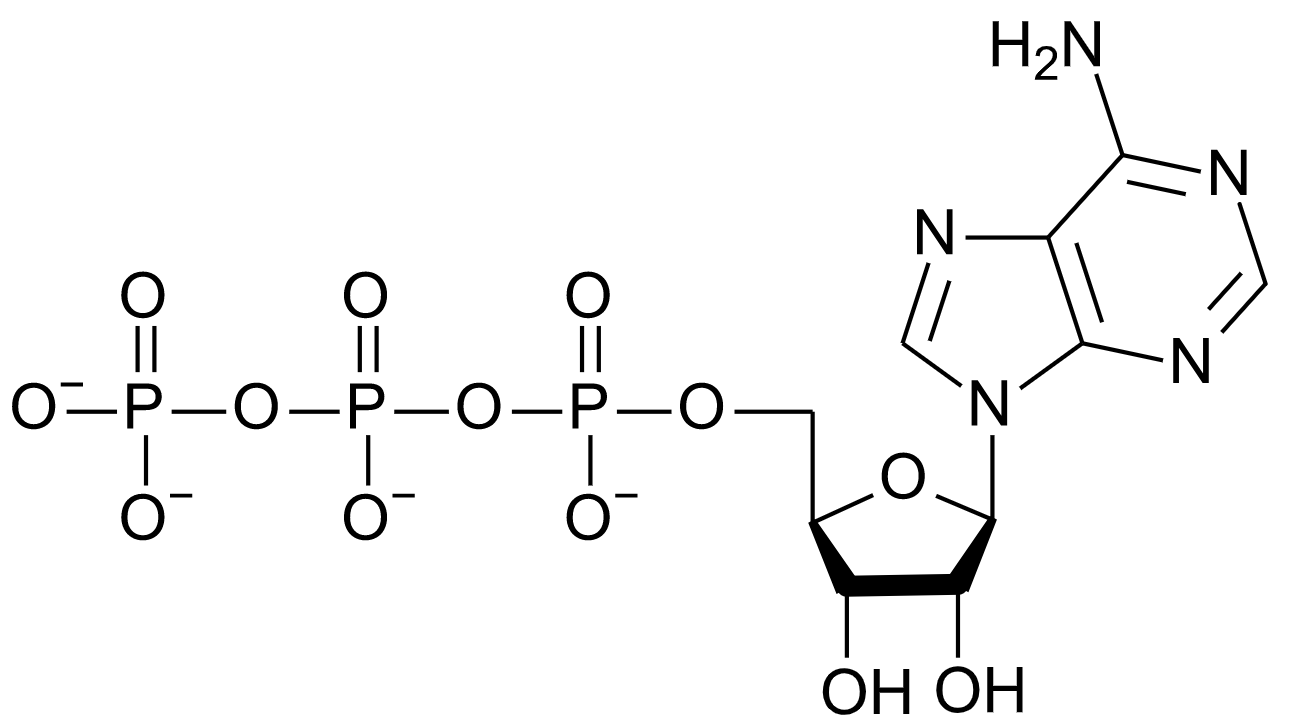 H₂N
N
N
O O O
N
O⁻ P O P O P O
N
O
O⁻ O⁻ O⁻
OH OH